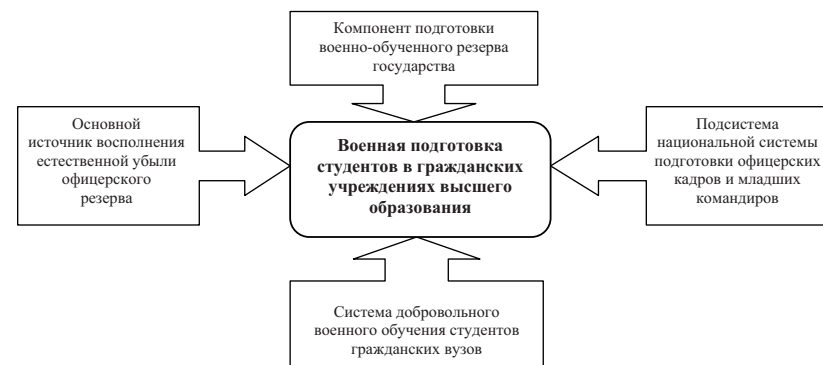 Компонент подготовки
военно-обученного резерва
государства
Основной
источник восполнения
естественной убыли
офицерского
резерва
Военная подготовка
студентов в гражданских
учреждениях высшего
образования
Подсистема
национальной системы
подготовки офицерских
кадров и младших
командиров
Система добровольного
военного обучения студентов
гражданских вузов